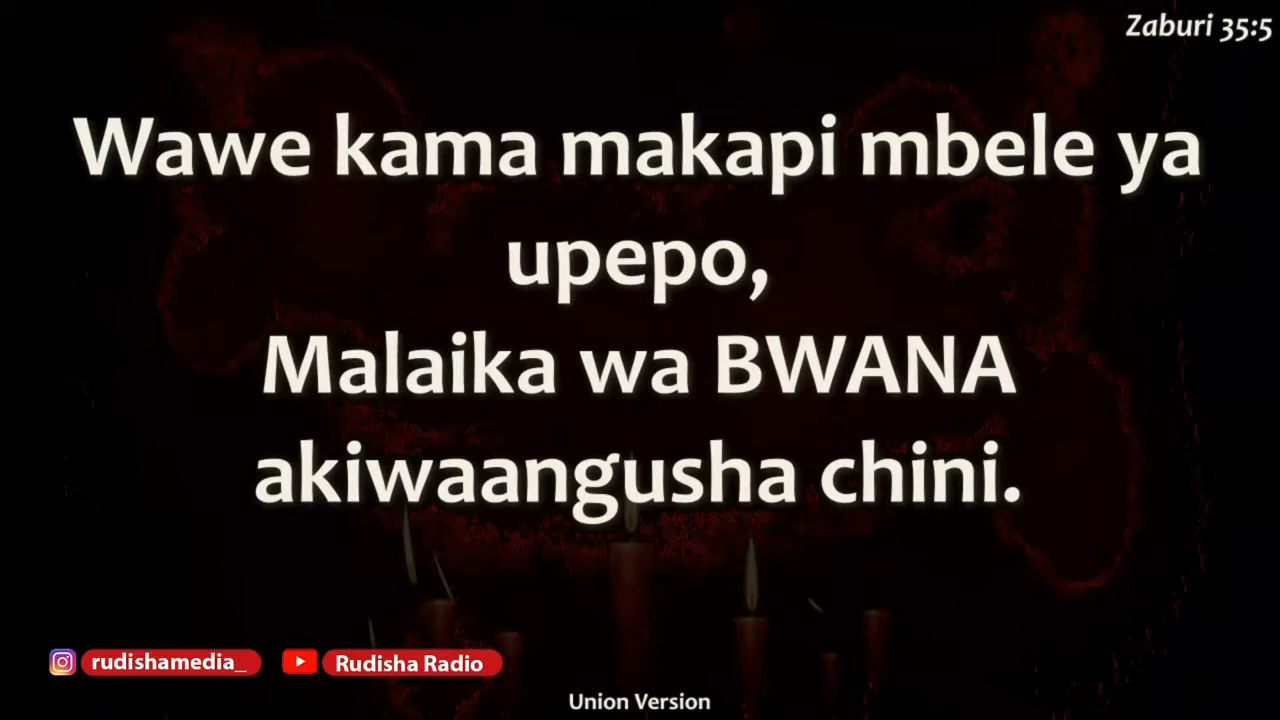 Zaburi 35:5
Wawe kama makapi mbele ya
upepo,
Malaika wa BWANA
akiwaangusha chini.
rudishamedia_
Rudisha Radio
Union Version